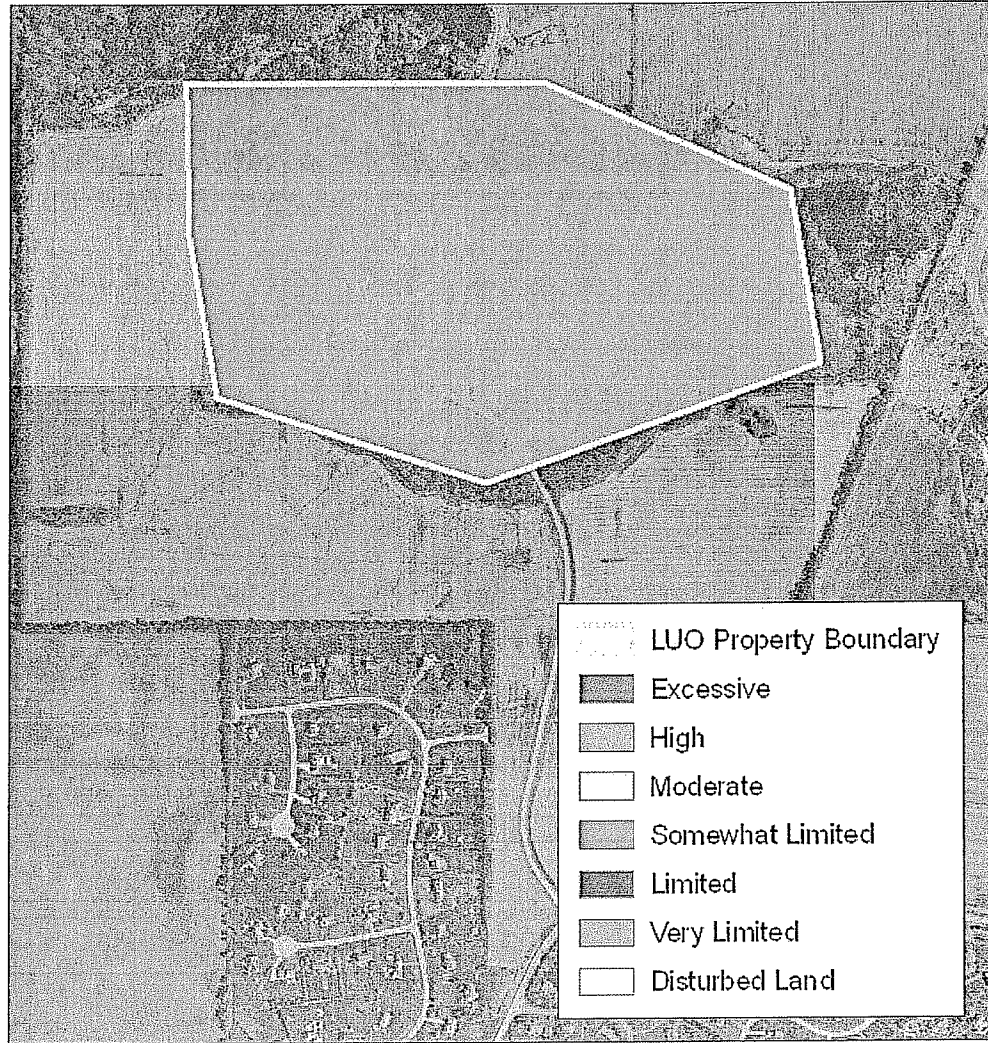 LUO Property Boundary
Excessive
High
Moderate
Somewhat Limited
Limited
Very Limited
Disturbed Land